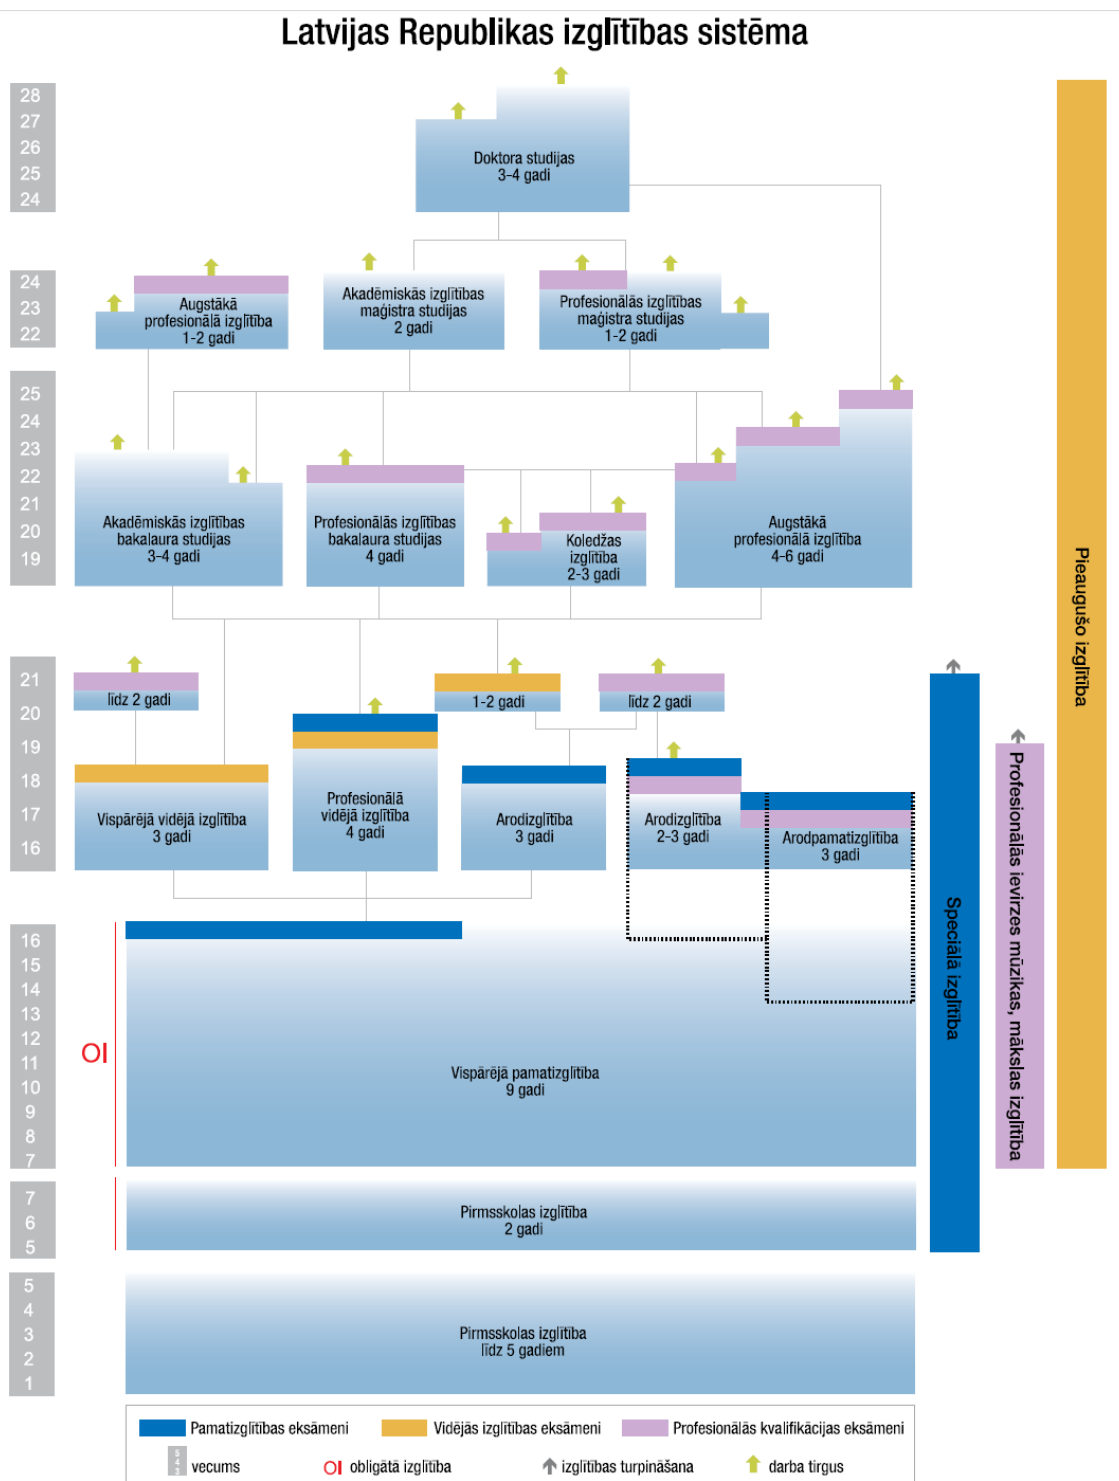 Latvijas Republikas izglītības sistēma
28
27
26
25
24
Doktora studijas
3-4 gadi
24
23
22
Augstākā
profesionālā izglītība
1-2 gadi
Akadēmiskās izglītības
maģistra studijas
2 gadi
Profesionālās izglītības
maģistra studijas
1-2 gadi
25
24
23
22
21
20
19
Akadēmiskās izglītības
bakalaura studijas
3-4 gadi
Profesionālās izglītības
bakalaura studijas
4 gadi
Koledžas
izglītība
2-3 gadi
Augstākā
profesionālā izglītība
4-6 gadi
21
20
19
18
17
16
līdz 2 gadi
1-2 gadi
līdz 2 gadi
Vispārējā vidējā izglītība
3 gadi
Profesionālā
vidējā izglītība
4 gadi
Arodizglītība
3 gadi
Arodizglītība
2-3 gadi
Arodpamatizglītība
3 gadi
16
15
14
13
12
11
10
9
8
7
OI
Vispārējā pamatizglītība
9 gadi
7
6
5
Pirmsskolas izglītība
2 gadi
5
4
3
2
1
Pirmsskolas izglītība
līdz 5 gadiem
Speciālā izglītība
Profesionālās ievirzes mūzikas, mākslas izglītība
Pieaugušo izglītība
Pamatizglītības eksāmeni
Vidējās izglītības eksāmeni
Profesionālās kvalifikācijas eksāmeni
5
4
3
vecums
OI obligātā izglītība
izglītības turpināšana
darba tirgus